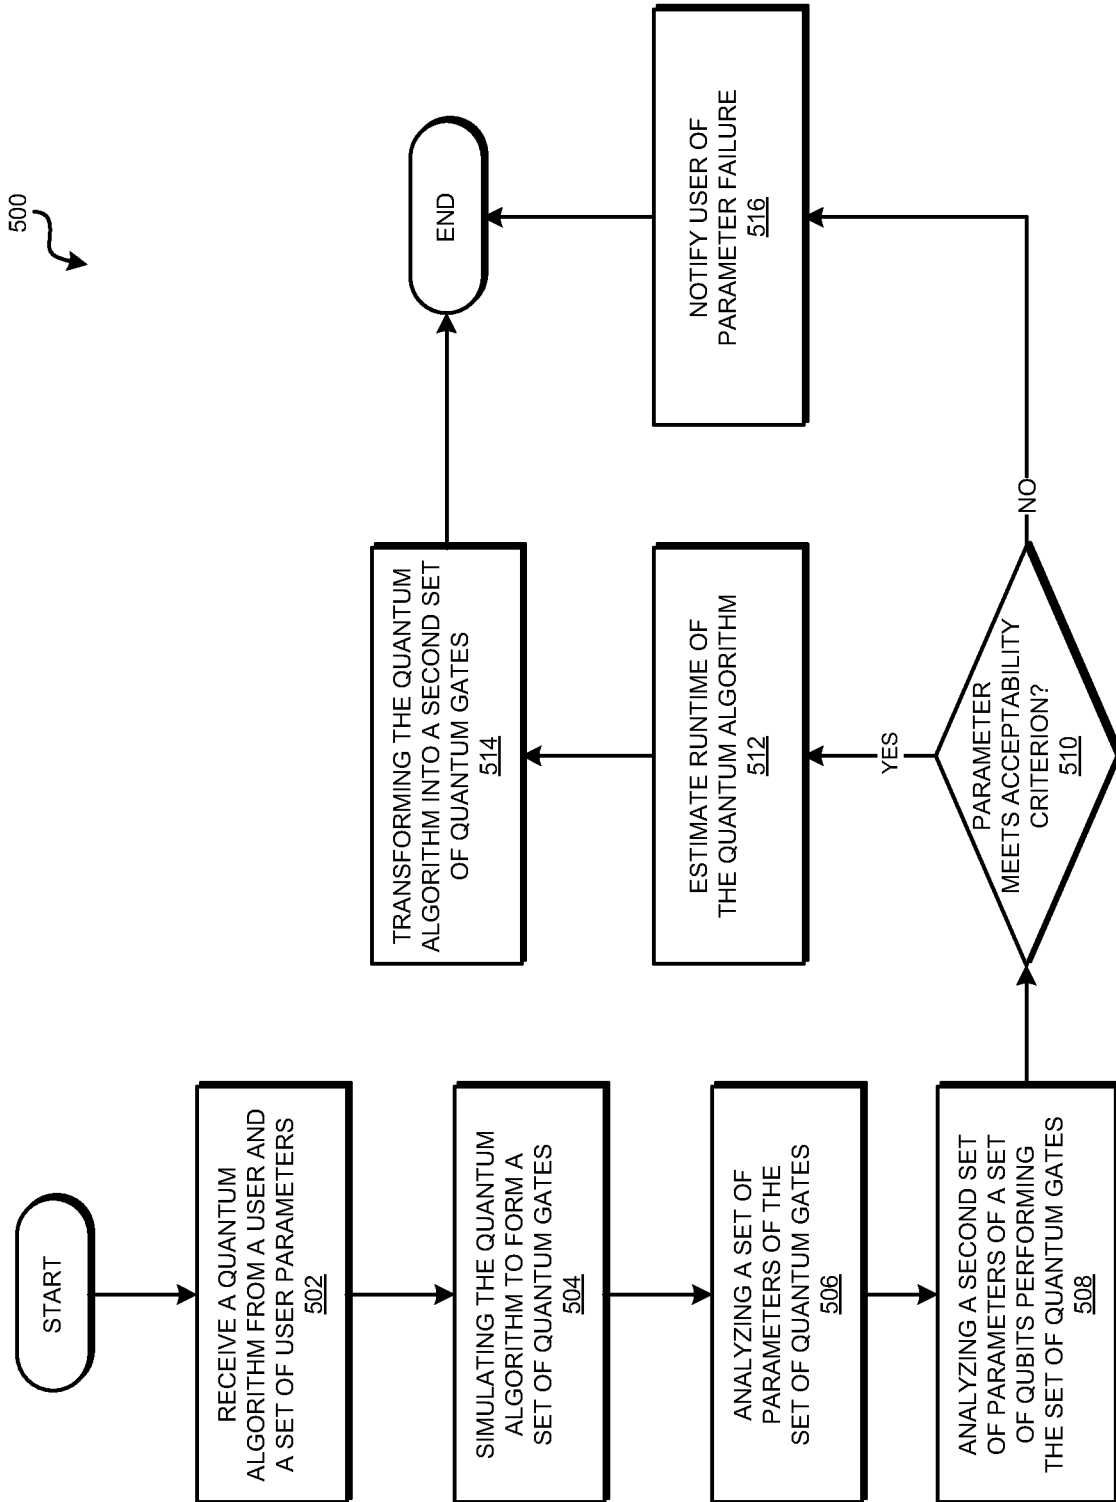 500
START
RECEIVE A QUANTUM
ALGORITHM FROM A USER AND
A SET OF USER PARAMETERS
502
SIMULATING THE QUANTUM
ALGORITHM TO FORM A
SET OF QUANTUM GATES
504
ANALYZING A SET OF
PARAMETERS OF THE
SET OF QUANTUM GATES
506
ANALYZING A SECOND SET
OF PARAMETERS OF A SET
OF QUBITS PERFORMING
THE SET OF QUANTUM GATES
508
PARAMETER
MEETS ACCEPTABILITY
CRITERION?
510
YES
NO
ESTIMATE RUNTIME OF
THE QUANTUM ALGORITHM
512
TRANSFORMING THE QUANTUM
ALGORITHM INTO A SECOND SET
OF QUANTUM GATES
514
NOTIFY USER OF
PARAMETER FAILURE
516
END